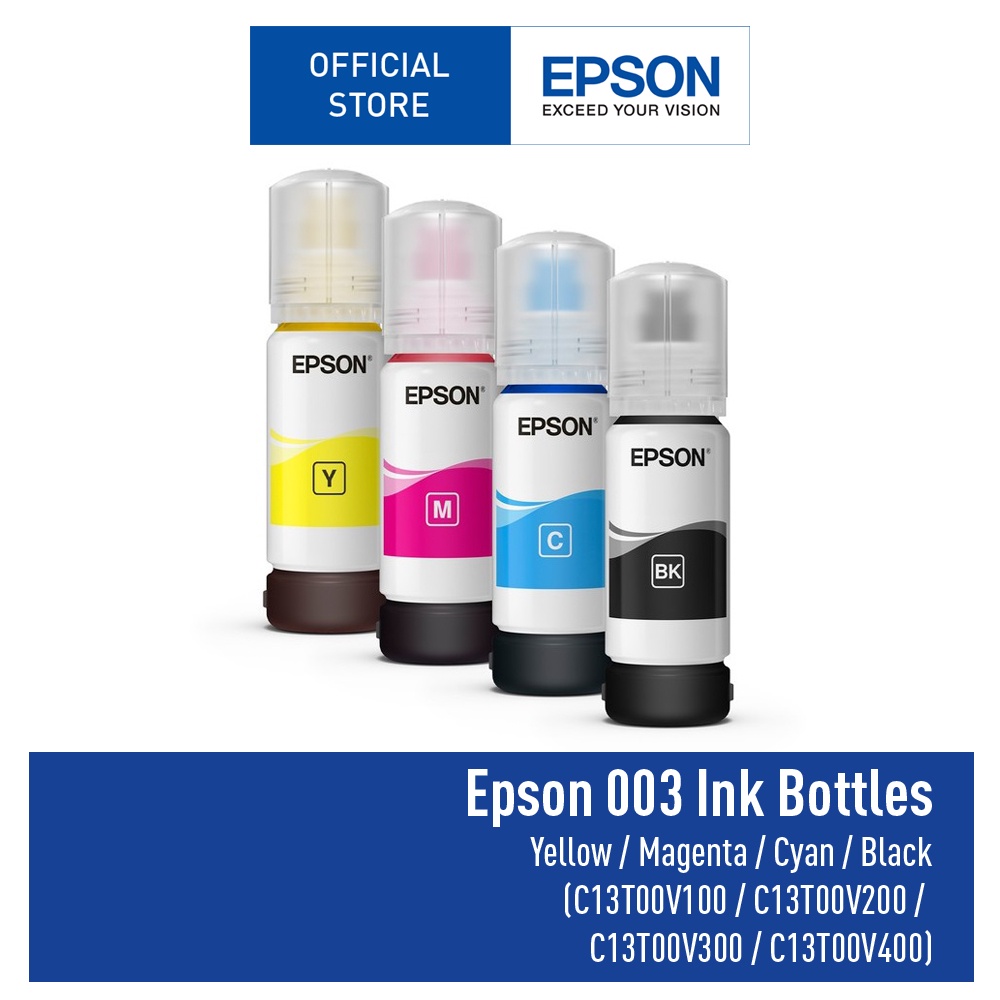 OFFICIAL
STORE
EPSON
EXCEED YOUR VISION
EPSON®
Y
EPSON®
M
EPSON®
C
EPSON®
BK
Epson 003 Ink Bottles
Yellow / Magenta / Cyan / Black
(C13T00V100 / C13T00V200 /
C13T00V300 / C13T00V400)